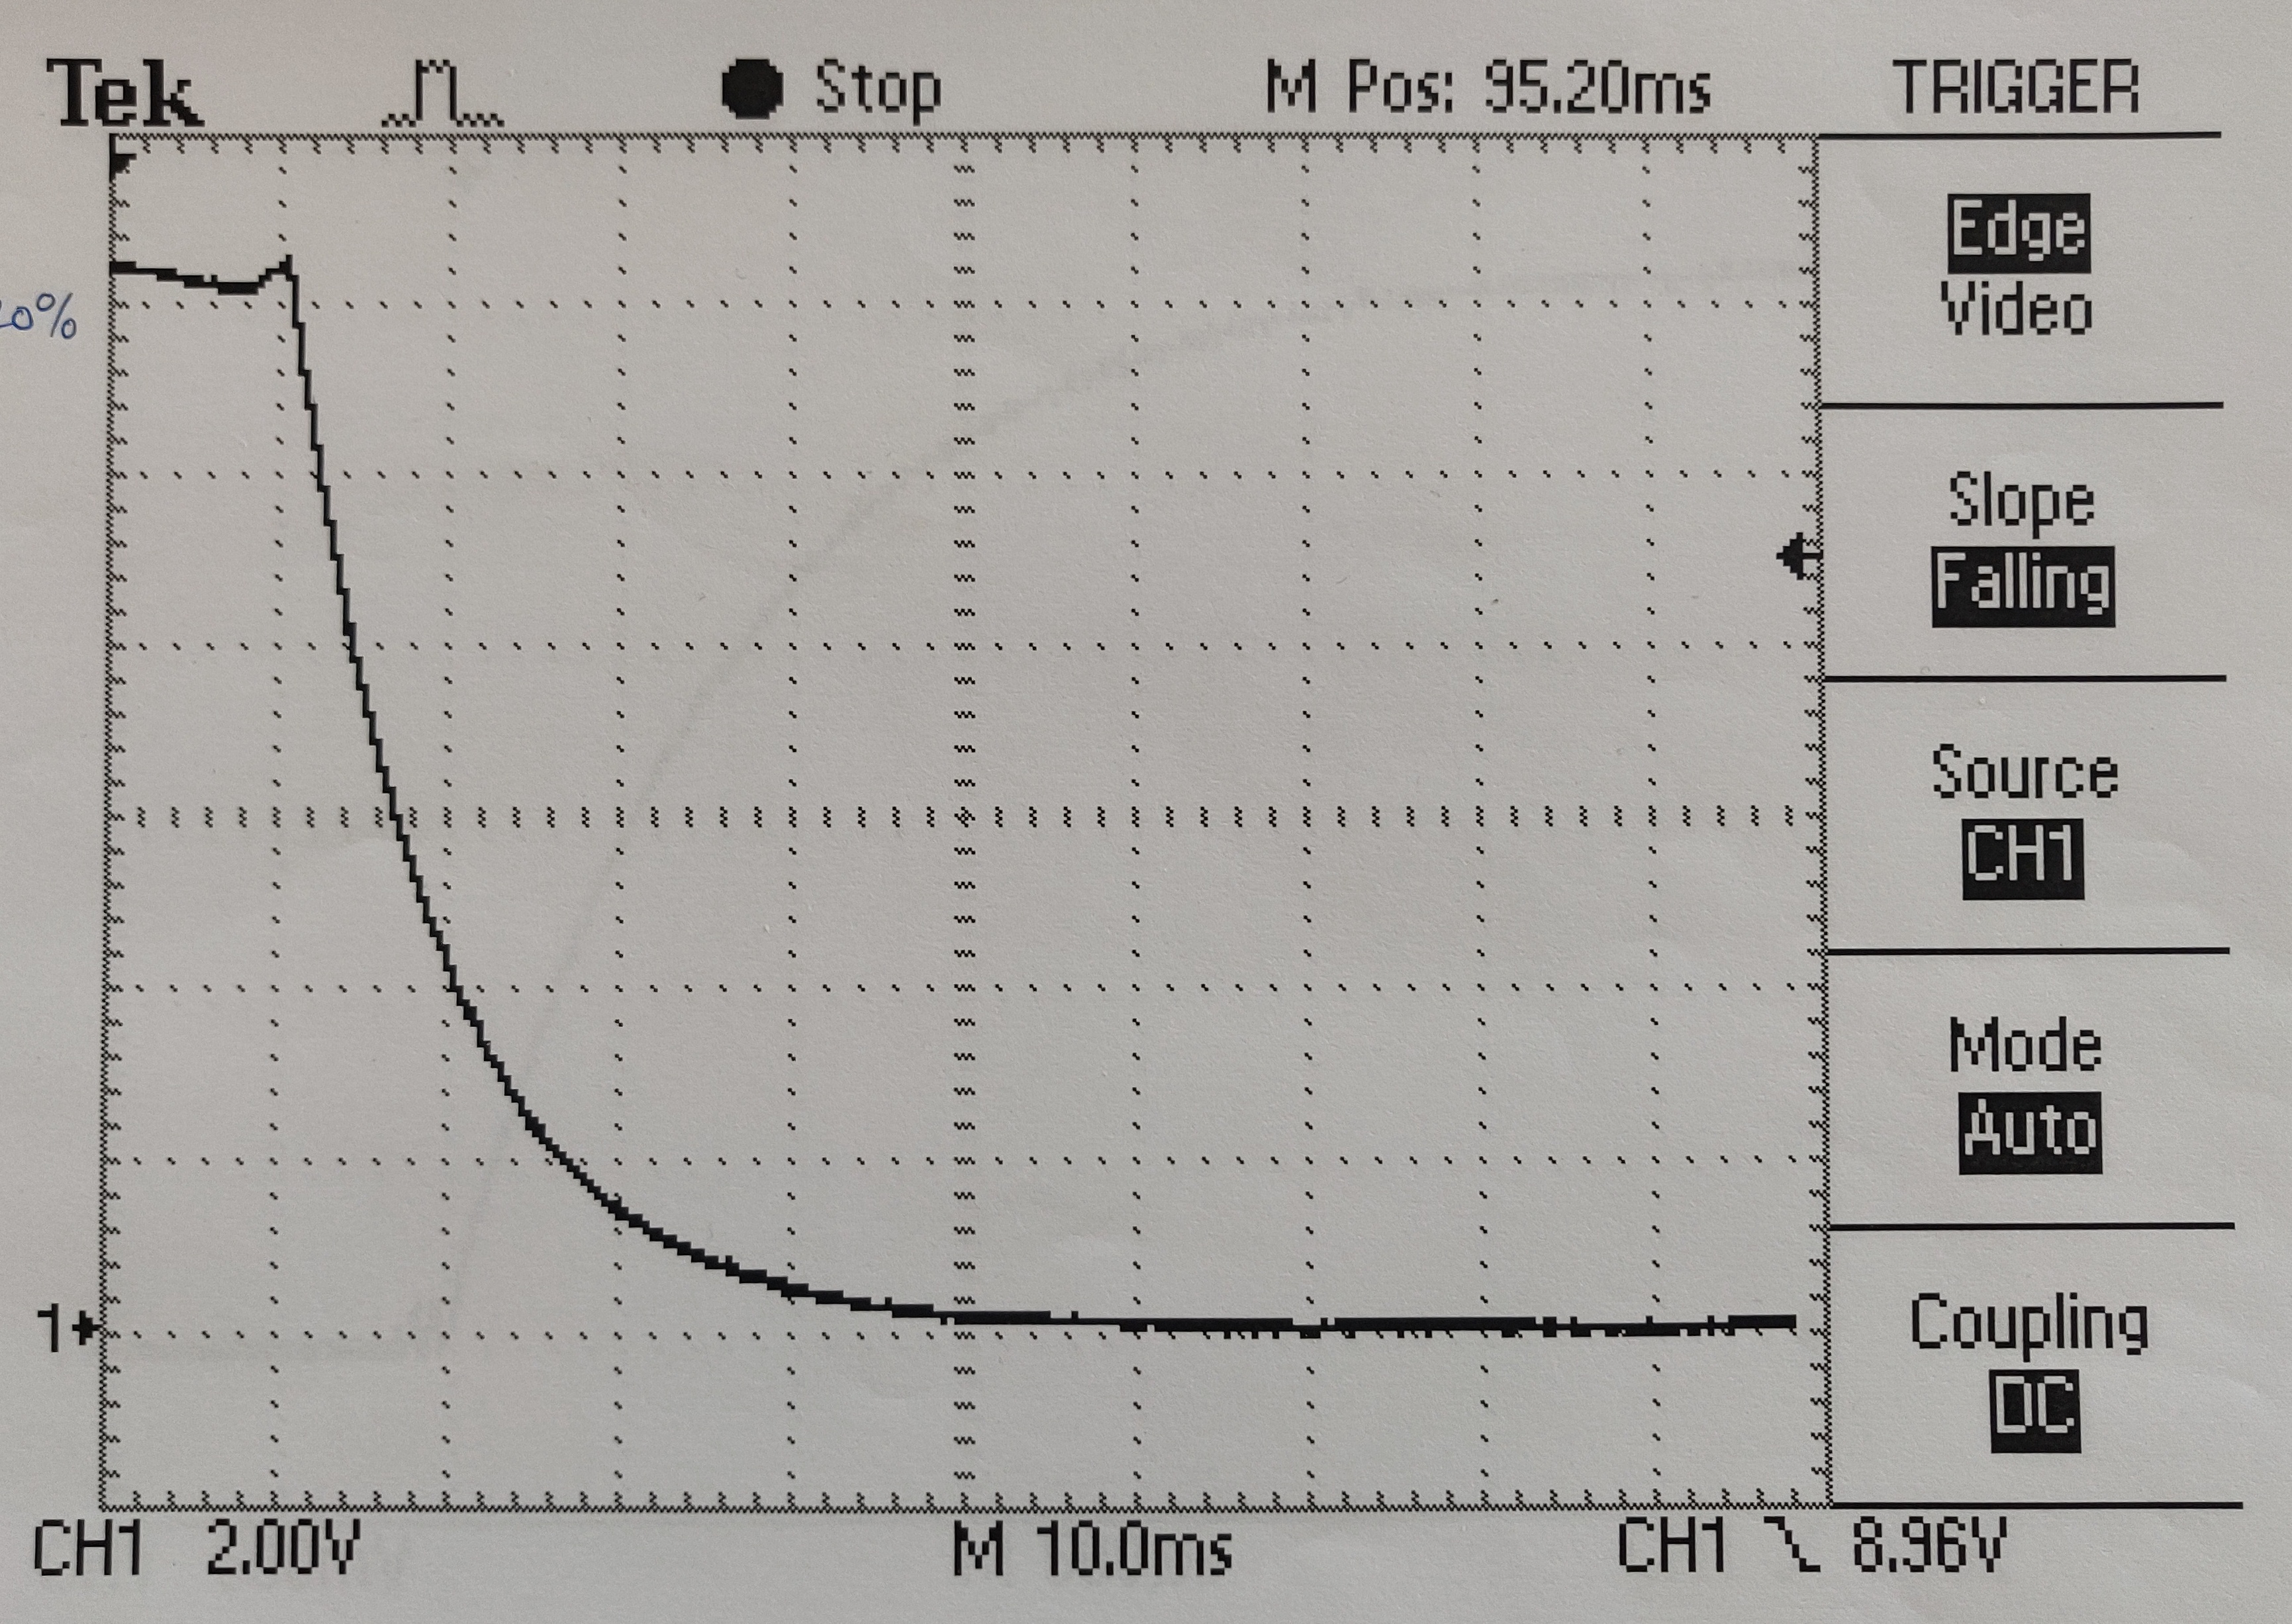 Tek Stop M Pos: 95.20ms TRIGGER
Edge
Video
Slope
Falling
Source
CH1
Mode
Auto
Coupling
DC
1
CH1 2.00V M 10.0ms CH1 8.96V